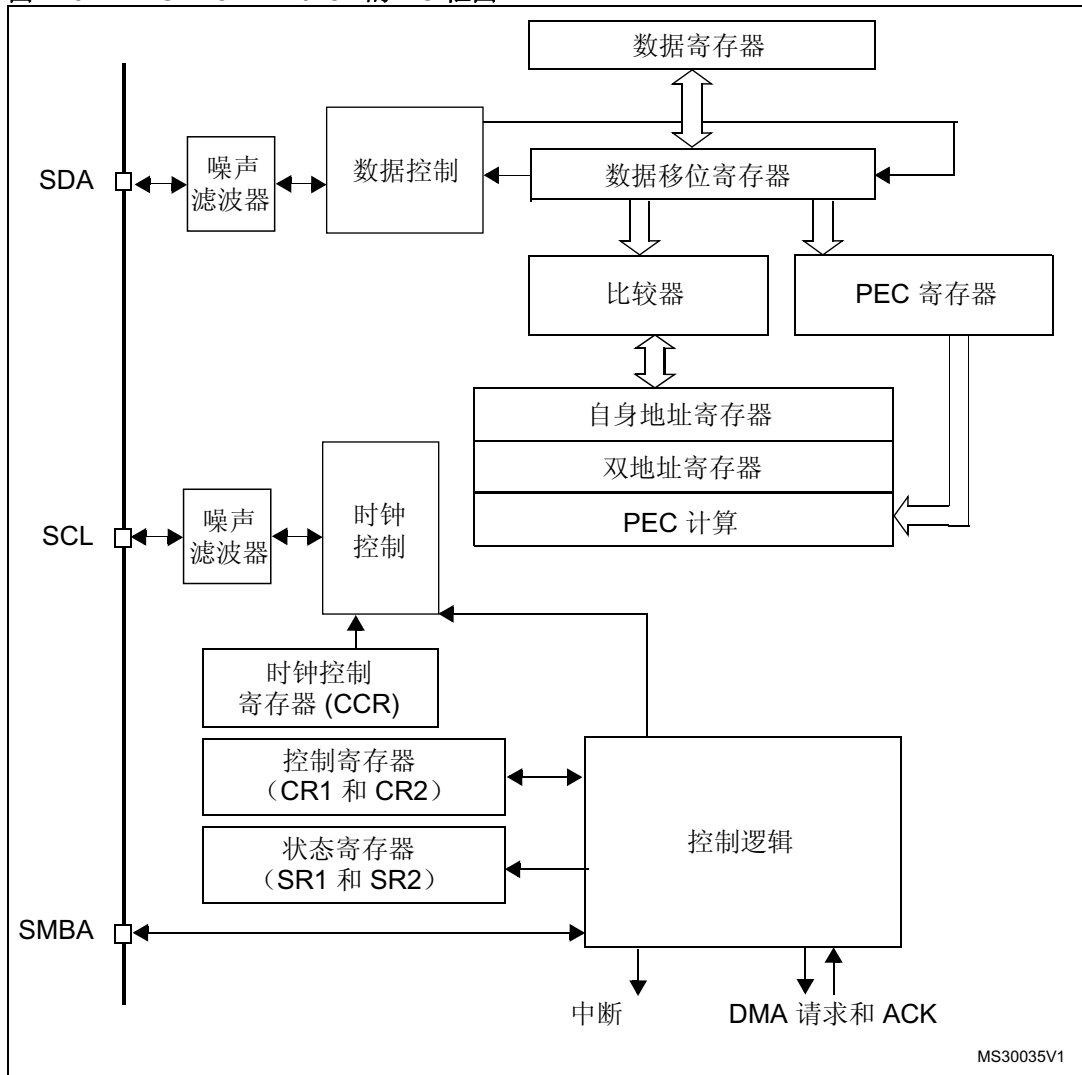 数据寄存器
SDA
噪声
滤波器
数据控制
数据移位寄存器
比较器
PEC 寄存器
自身地址寄存器
双地址寄存器
PEC 计算
SCL
噪声
滤波器
时钟
控制
时钟控制
寄存器 (CCR)
控制寄存器
（CR1 和 CR2）
状态寄存器
（SR1 和 SR2）
控制逻辑
SMBA
中断
DMA 请求和 ACK
MS30035V1